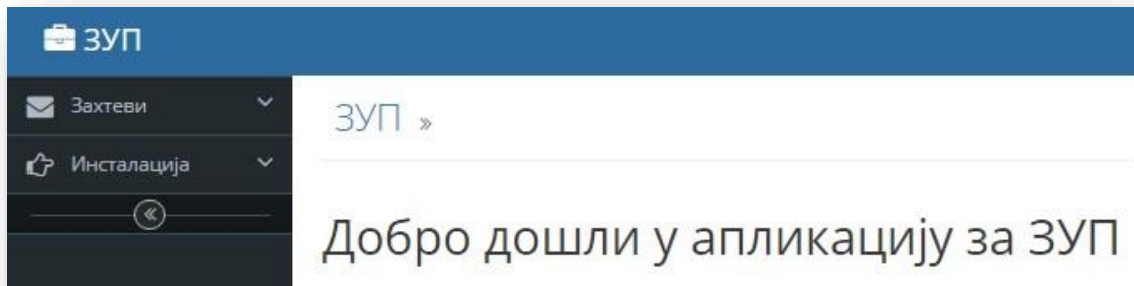 ЗУП
Захтеви
Инсталација
ЗУП »
Добро дошли у апликацију за ЗУП